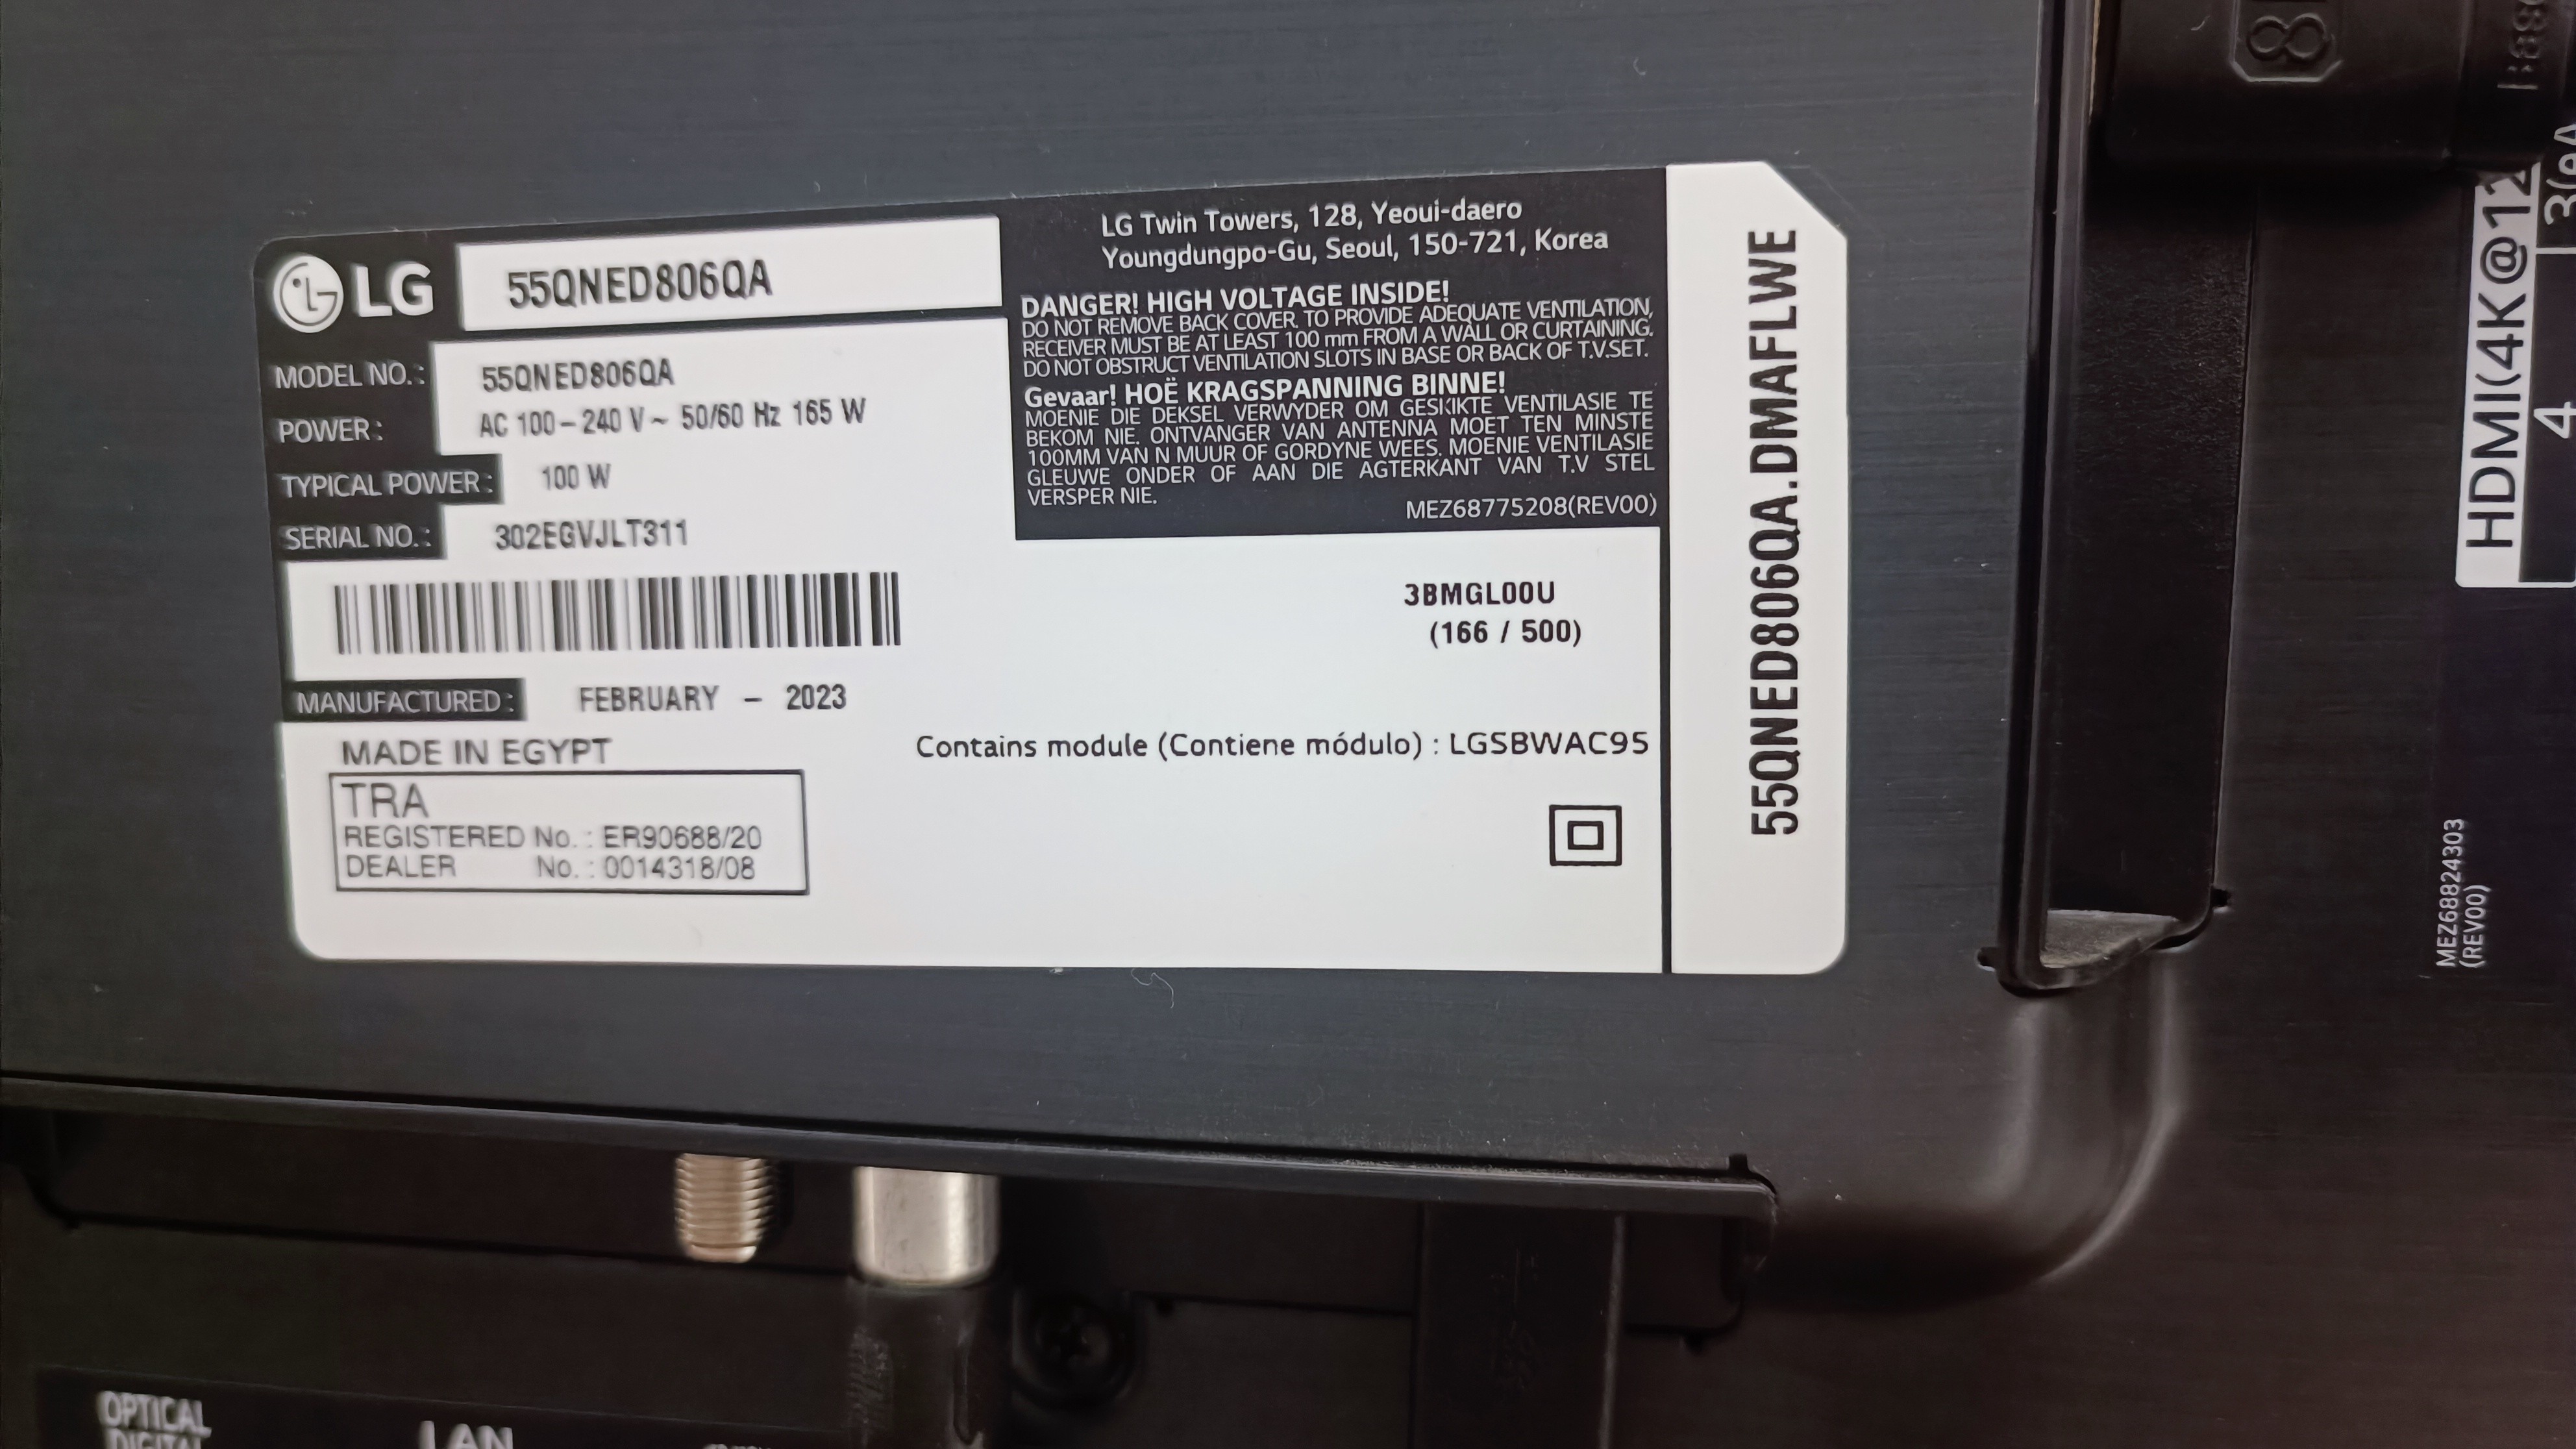 LG
55QNED806QA
MODEL NO. : 55QNED806QA
POWER : AC 100 – 240 V ~ 50/60 Hz 165 W
TYPICAL POWER : 100 W
SERIAL NO. : 302EGVJLT311
MANUFACTURED : FEBRUARY – 2023
MADE IN EGYPT
TRA
REGISTERED No. : ER90688/20
DEALER No. : 0014318/08
LG Twin Towers, 128, Yeoui-daero
Youngdungpo-Gu, Seoul, 150-721, Korea
DANGER! HIGH VOLTAGE INSIDE!
DO NOT REMOVE BACK COVER. TO PROVIDE ADEQUATE VENTILATION,
RECEIVER MUST BE AT LEAST 100 mm FROM A WALL OR CURTAINING.
DO NOT OBSTRUCT VENTILATION SLOTS IN BASE OR BACK OF T.V.SET.
Gevaar! HOË KRAGSPANNING BINNE!
MOENIE DIE DEKSEL VERWYDER OM GESKIKTE VENTILASIE TE
BEKOM NIE. ONTVANGER VAN ANTENNA MOET TEN MINSTE
100MM VAN N MUUR OF GORDYNE WEES. MOENIE VENTILASIE
GLEUWE ONDER OF AAN DIE AGTERKANT VAN T.V STEL
VERSPER NIE.
MEZ68775208(REV00)
3BMGL00U
(166 / 500)
Contains module (Contiene módulo) : LGSBWAC95
55QNED806QA.DMAFLWE
HDMI(4K@12
4
MEZ68824303
(REV00)
OPTICAL
DIGITAL
LAN